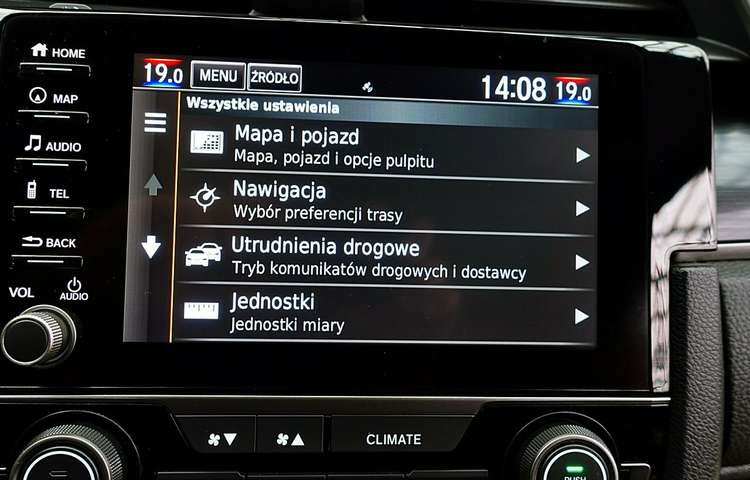 HOME
MAP
AUDIO
TEL
BACK
VOL
AUDIO
19.0 MENU ŹRÓDŁO 14:08 19.0
Wszystkie ustawienia
Mapa i pojazd
Mapa, pojazd i opcje pulpitu
Nawigacja
Wybór preferencji trasy
Utrudnienia drogowe
Tryb komunikatów drogowych i dostawcy
Jednostki
Jednostki miary
CLIMATE
PUSH